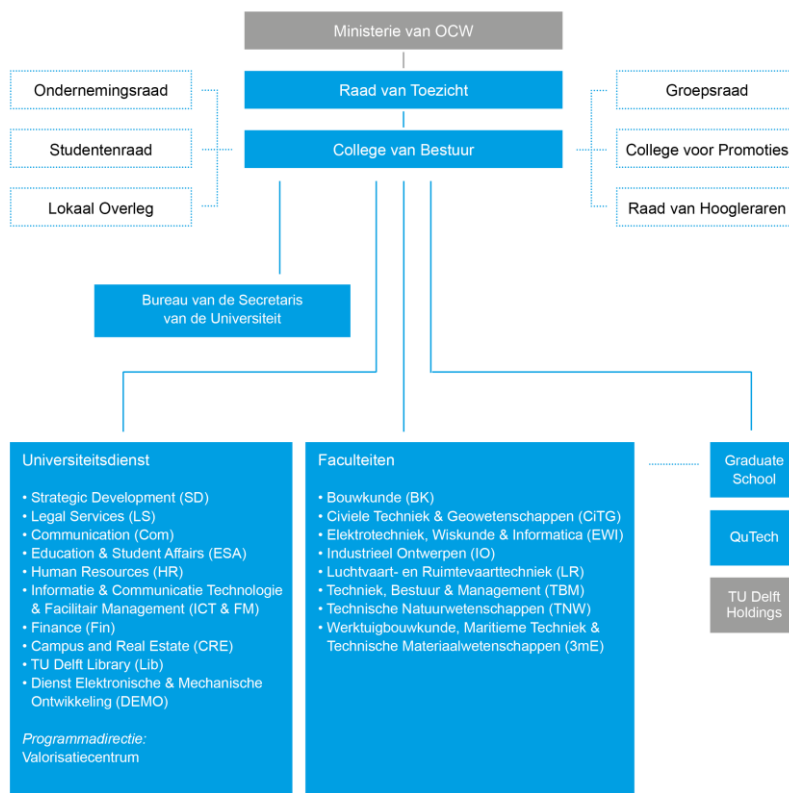 Ministerie van OCW
Ondernemingsraad
Raad van Toezicht
Groepsraad
Studentenraad
College van Bestuur
College voor Promoties
Lokaal Overleg
Raad van Hoogleraren
Bureau van de Secretaris
van de Universiteit
Universiteitsdienst
• Strategic Development (SD)
• Legal Services (LS)
• Communication (Com)
• Education & Student Affairs (ESA)
• Human Resources (HR)
• Informatie & Communicatie Technologie
& Facilitair Management (ICT & FM)
• Finance (Fin)
• Campus and Real Estate (CRE)
• TU Delft Library (Lib)
• Dienst Elektronische & Mechanische
Ontwikkeling (DEMO)
Programmadirectie:
Valorisatiecentrum
Faculteiten
• Bouwkunde (BK)
• Civiele Techniek & Geowetenschappen (CiTG)
• Elektrotechniek, Wiskunde & Informatica (EWI)
• Industrieel Ontwerpen (IO)
• Luchtvaart- en Ruimtevaarttechniek (LR)
• Techniek, Bestuur & Management (TBM)
• Technische Natuurwetenschappen (TNW)
• Werktuigbouwkunde, Maritieme Techniek &
Technische Materiaalwetenschappen (3mE)
Graduate
School
QuTech
TU Delft
Holdings